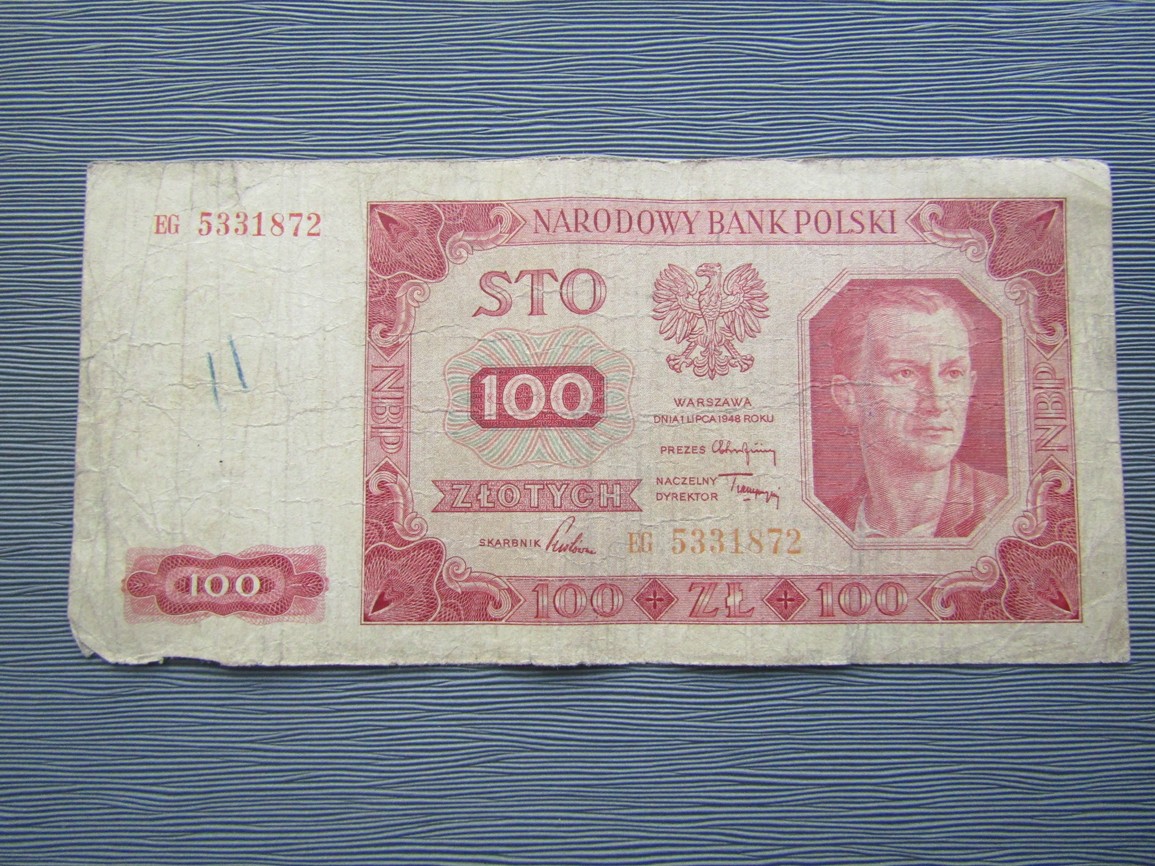 NARODOWY BANK POLSKI
EG 5331872
STO
100
WARSZAWA
DNIA 1 LIPCA 1948 ROKU
PREZES
NACZELNY
DYREKTOR
ZŁOTYCH
SKARBNIK
EG 5331872
NBP
NBP
11
100
100 ZŁ 100